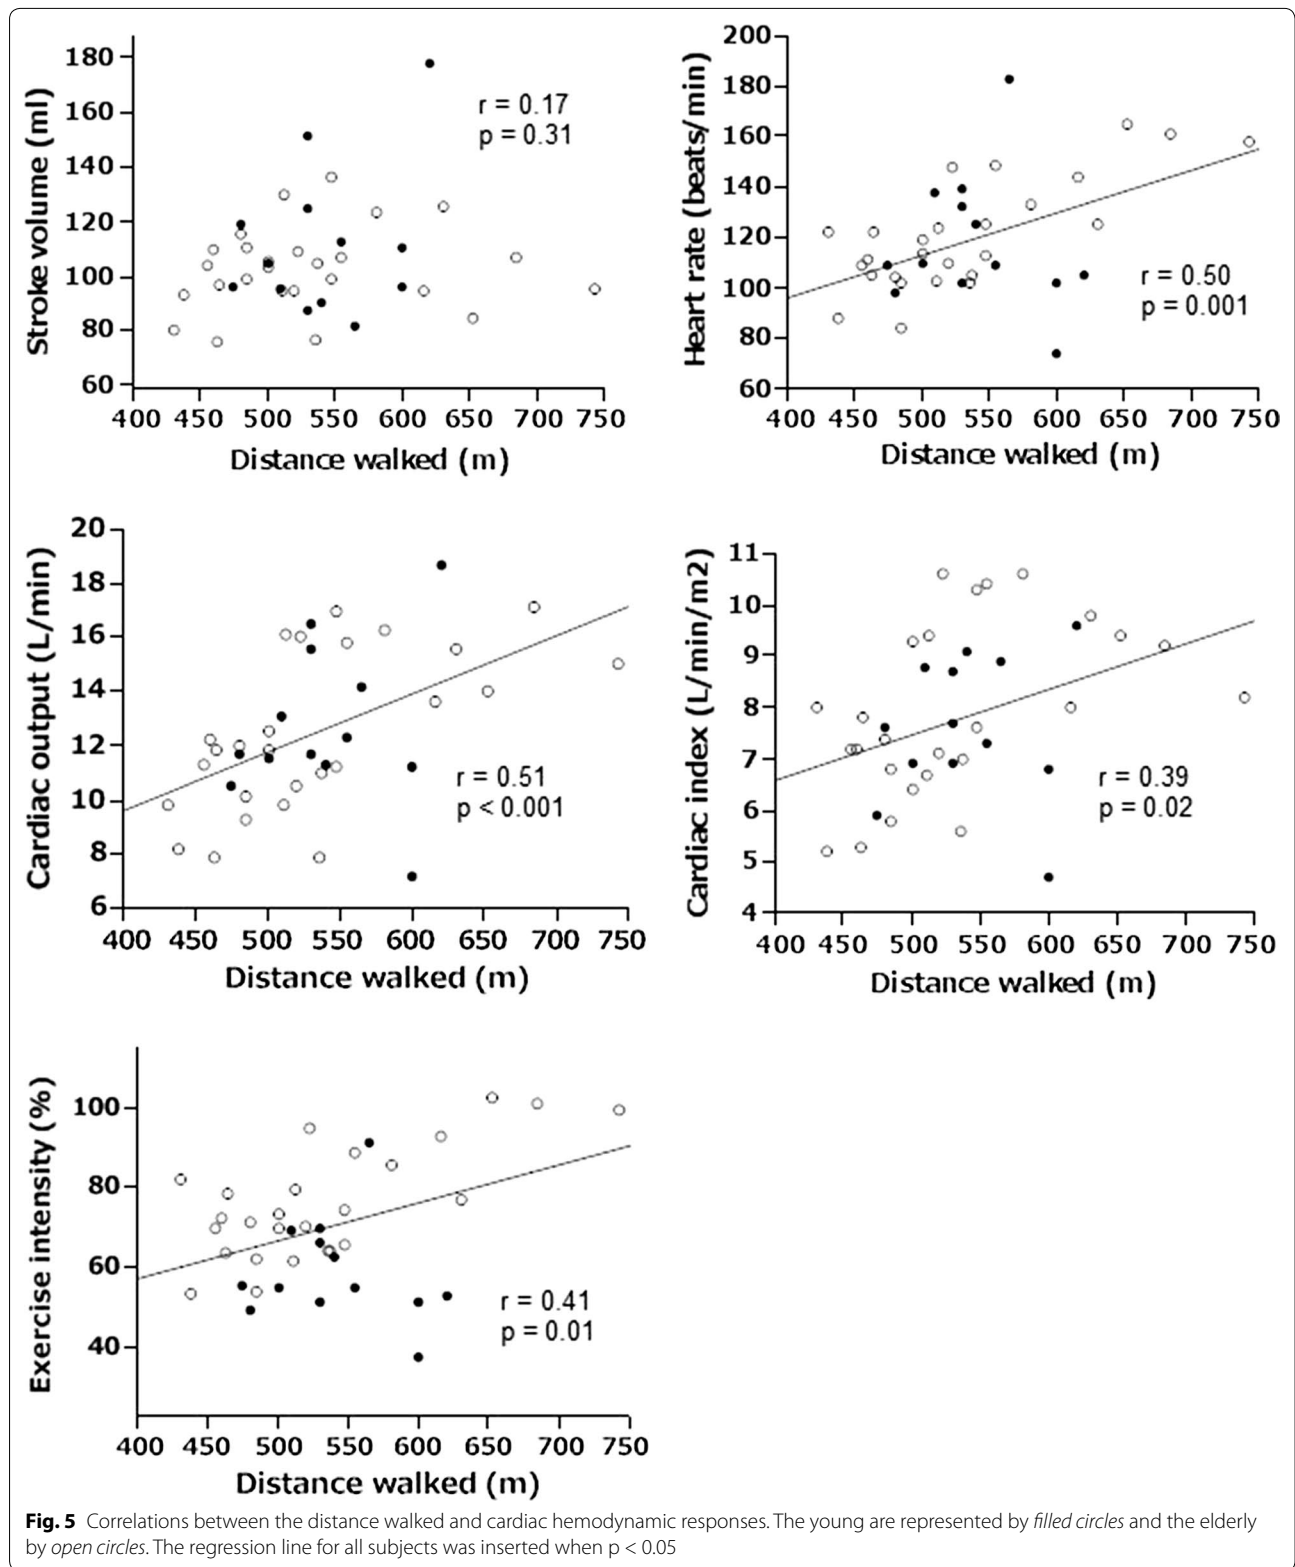 180
160
140
120
100
80
60
Stroke volume (ml)
r = 0.17
p = 0.31
400 450 500 550 600 650 700 750
Distance walked (m)
200
180
160
140
120
100
80
60
Heart rate (beats/min)
r = 0.50
p = 0.001
400 450 500 550 600 650 700 750
Distance walked (m)
20
18
16
14
12
10
8
6
Cardiac output (L/min)
r = 0.51
p < 0.001
400 450 500 550 600 650 700 750
Distance walked (m)
11
10
9
8
7
6
5
4
Cardiac index (L/min/m2)
r = 0.39
p = 0.02
400 450 500 550 600 650 700 750
Distance walked (m)
100
80
60
40
Exercise intensity (%)
r = 0.41
p = 0.01
400 450 500 550 600 650 700 750
Distance walked (m)
Fig. 5 Correlations between the distance walked and cardiac hemodynamic responses. The young are represented by filled circles and the elderly
by open circles. The regression line for all subjects was inserted when p < 0.05